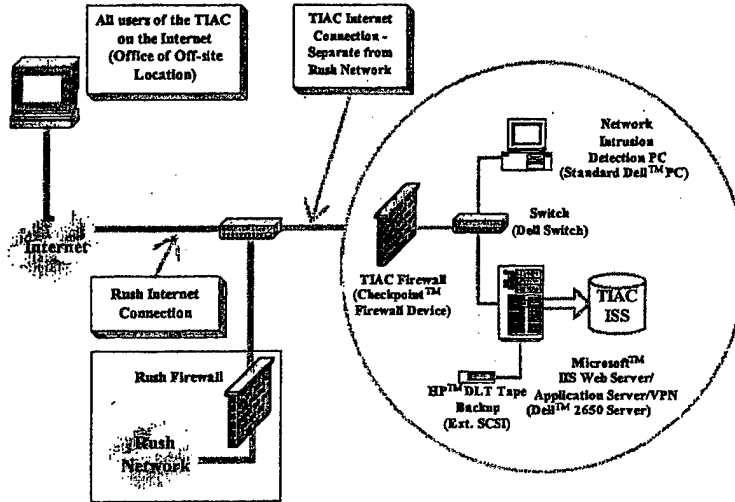 All users of the TIAC
on the Internet
(Office of Off-site
Location)
TIAC Internet
Connection -
Separate from
Rush Network
Network
Intrusion
Detection PC
(Standard Dell™ PC)
Internet
Switch
(Dell Switch)
TIAC Firewall
(Checkpoint™
Firewall Device)
TIAC
ISS
Rush Internet
Connection
Rush Firewall
HP™ DLT Tape
Backup
(Ext. SCSI)
Microsoft™
IIS Web Server/
Application Server/VPN
(Dell™ 2650 Server)
Rush
Network